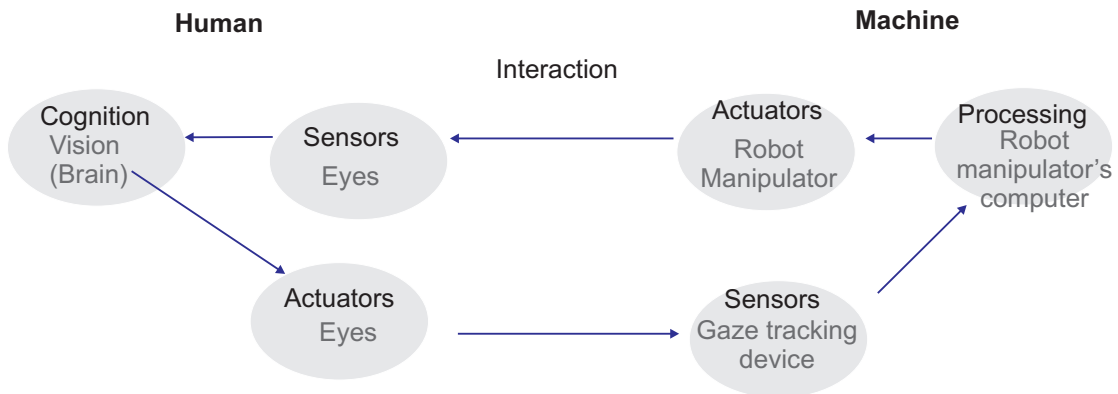 Human
Machine
Interaction
Cognition
Vision
(Brain)
Sensors
Eyes
Actuators
Robot
Manipulator
Processing
Robot
manipulator's
computer
Actuators
Eyes
Sensors
Gaze tracking
device